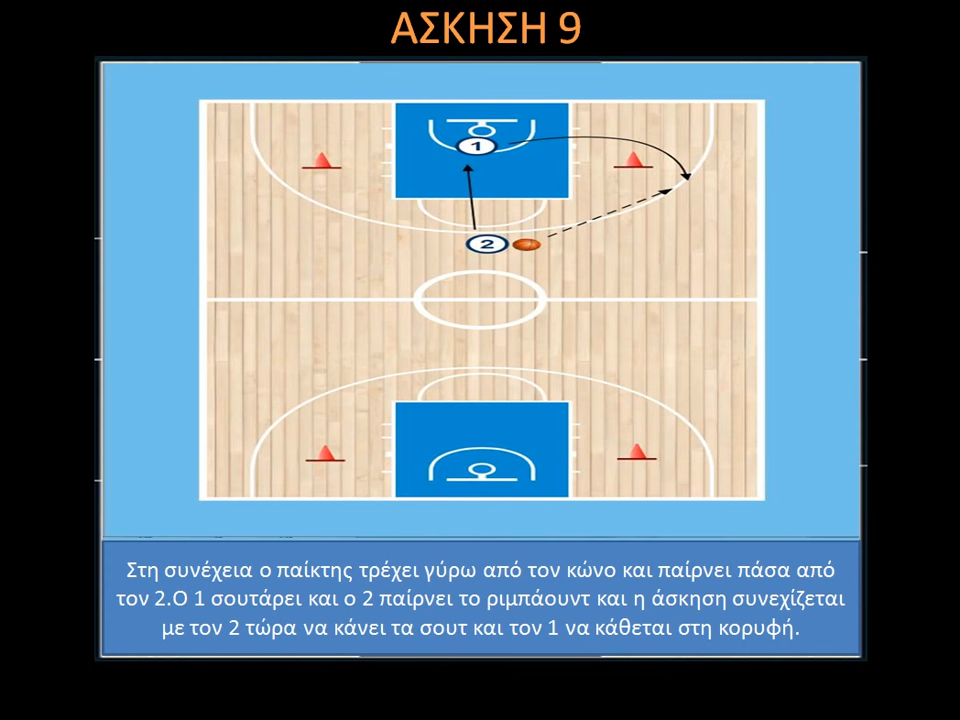 ΑΣΚΗΣΗ 9
1
2
Στη συνέχεια ο παίκτης τρέχει γύρω από τον κώνο και παίρνει πάσα από
τον 2.Ο 1 σουτάρει και ο 2 παίρνει το ριμπάουντ και η άσκηση συνεχίζεται
με τον 2 τώρα να κάνει τα σουτ και τον 1 να κάθεται στη κορυφή.